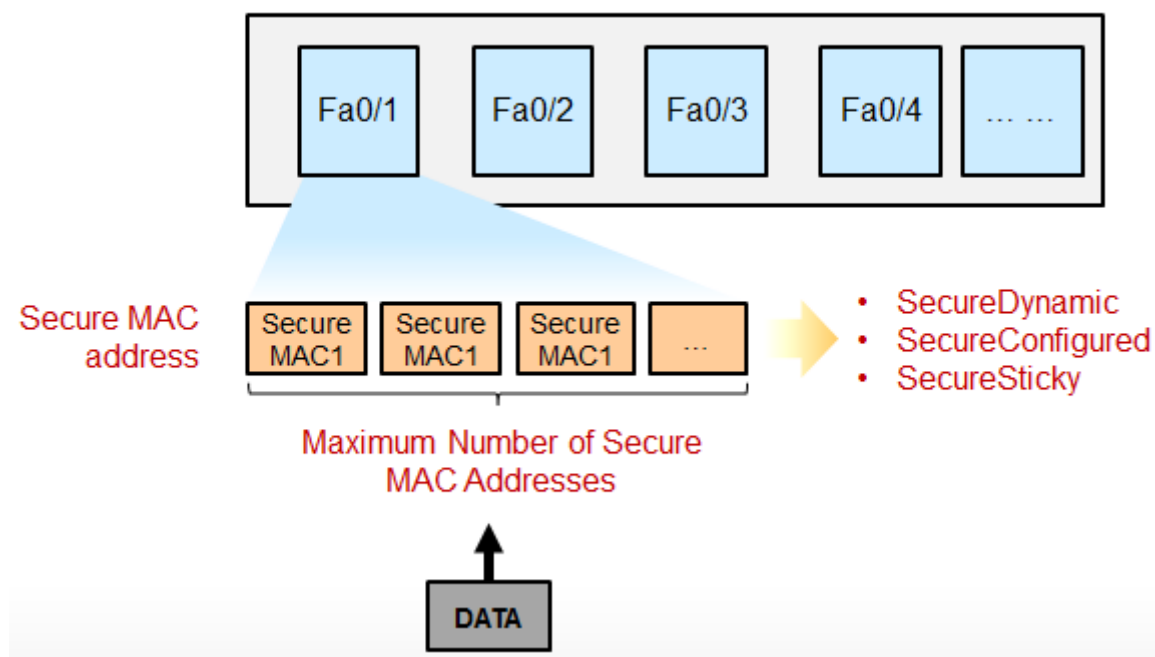 Fa0/1
Fa0/2
Fa0/3
Fa0/4
... ...
Secure MAC
address
Secure
MAC1
Secure
MAC1
Secure
MAC1
...
• SecureDynamic
• SecureConfigured
• SecureSticky
Maximum Number of Secure
MAC Addresses
DATA